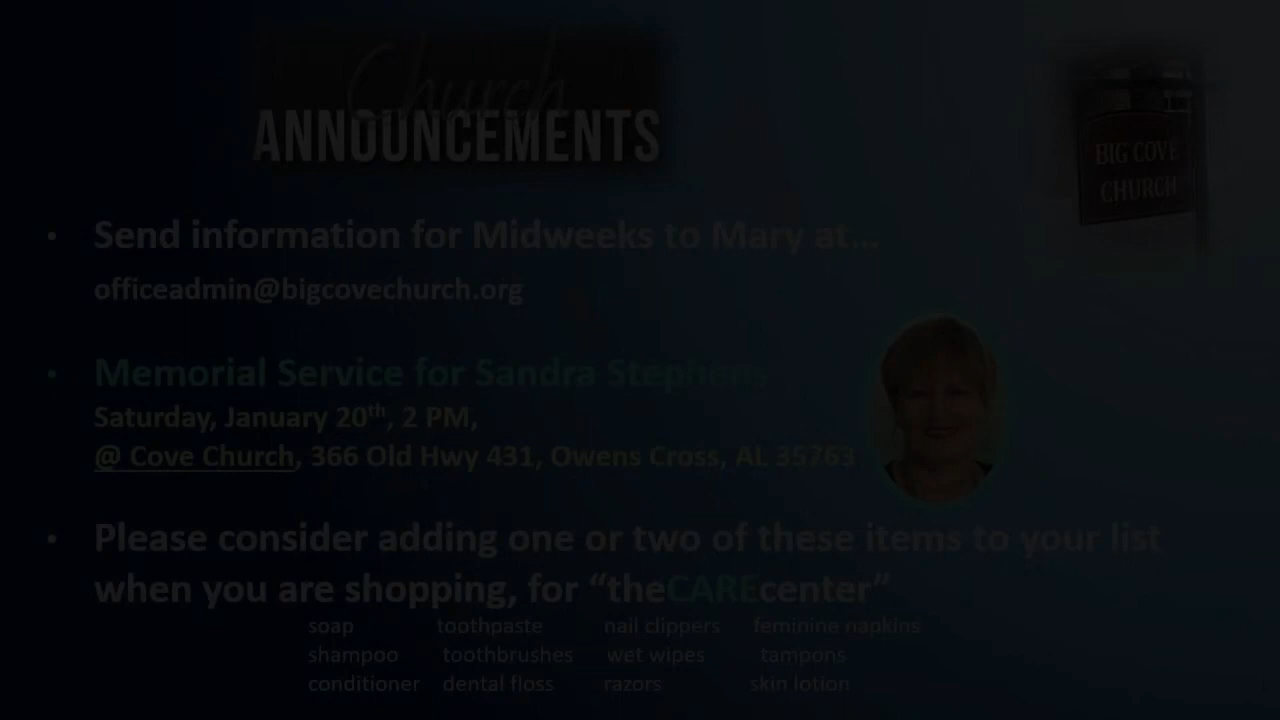 Church
ANNOUNCEMENTS
BIG COVE
CHURCH
• Send information for Midweeks to Mary at...
officeadmin@bigcovechurch.org
• Memorial Service for Sandra Stephens
Saturday, January 20th, 2 PM,
@ Cove Church, 366 Old Hwy 431, Owens Cross, AL 35763
• Please consider adding one or two of these items to your list
when you are shopping, for “theCAREcenter”
soap toothpaste nail clippers feminine napkins
shampoo toothbrushes wet wipes tampons
conditioner dental floss razors skin lotion